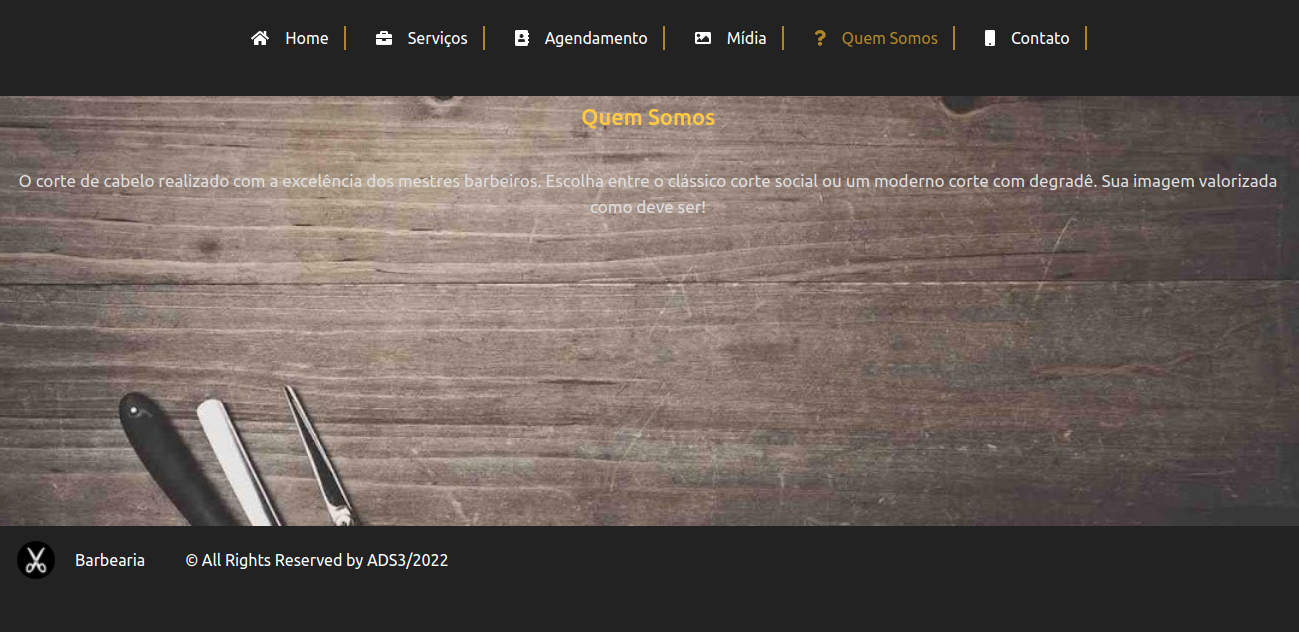 Home Serviços Agendamento Mídia Quem Somos Contato
Quem Somos
O corte de cabelo realizado com a excelência dos mestres barbeiros. Escolha entre o clássico corte social ou um moderno corte com degradê. Sua imagem valorizada
como deve ser!
Barbearia © All Rights Reserved by ADS3/2022